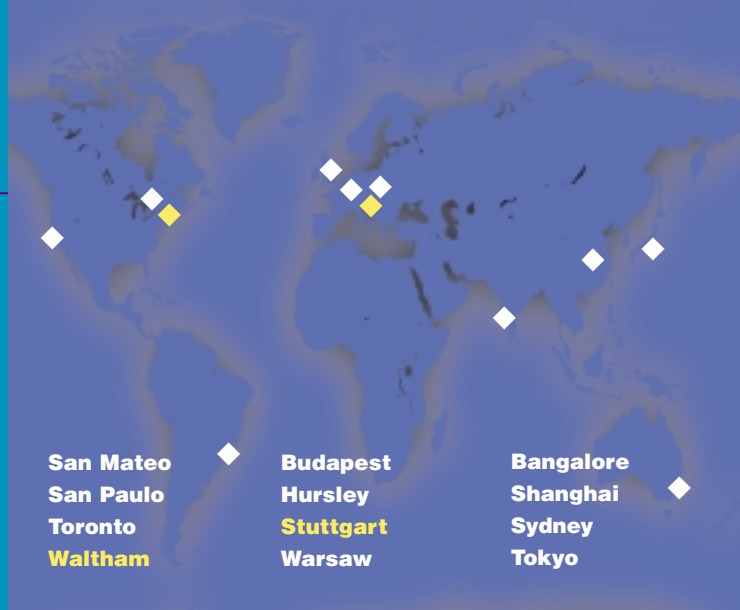 San Mateo
San Paulo
Toronto
Waltham
Budapest
Hursley
Stuttgart
Warsaw
Bangalore
Shanghai
Sydney
Tokyo